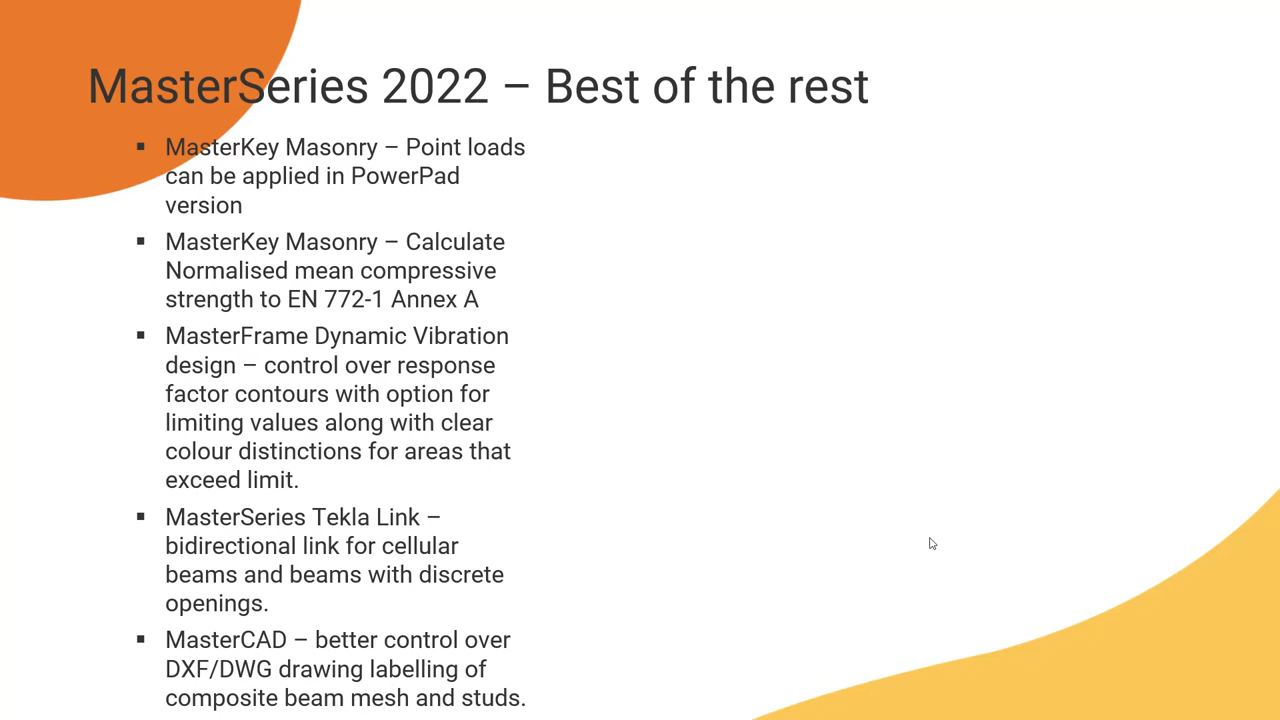 MasterSeries 2022 – Best of the rest
▪ MasterKey Masonry – Point loads
can be applied in PowerPad
version
▪ MasterKey Masonry – Calculate
Normalised mean compressive
strength to EN 772-1 Annex A
▪ MasterFrame Dynamic Vibration
design – control over response
factor contours with option for
limiting values along with clear
colour distinctions for areas that
exceed limit.
▪ MasterSeries Tekla Link –
bidirectional link for cellular
beams and beams with discrete
openings.
▪ MasterCAD – better control over
DXF/DWG drawing labelling of
composite beam mesh and studs.